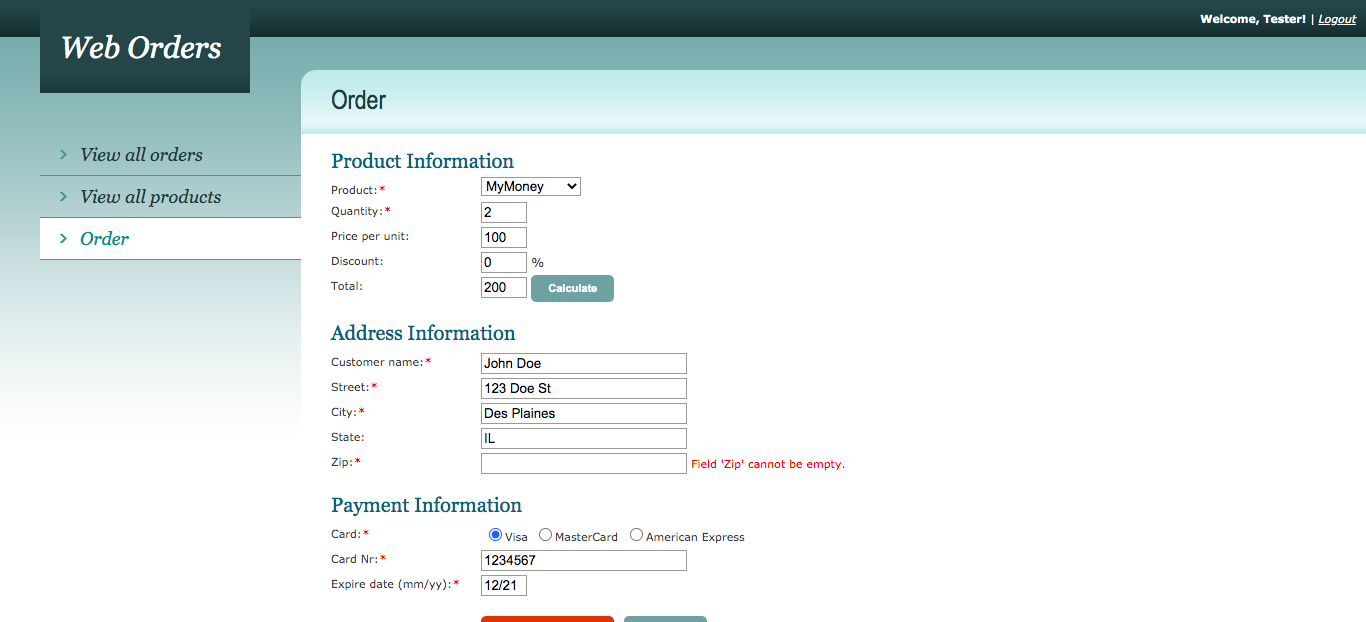 Welcome, Tester! | Logout
Web Orders
View all orders
View all products
Order
Order
Product Information
Product:* MyMoney
Quantity:* 2
Price per unit: 100
Discount: 0 %
Total: 200 Calculate
Address Information
Customer name:* John Doe
Street:* 123 Doe St
City:* Des Plaines
State: IL
Zip:* Field 'Zip' cannot be empty.
Payment Information
Card:* Visa MasterCard American Express
Card Nr:* 1234567
Expire date (mm/yy):* 12/21